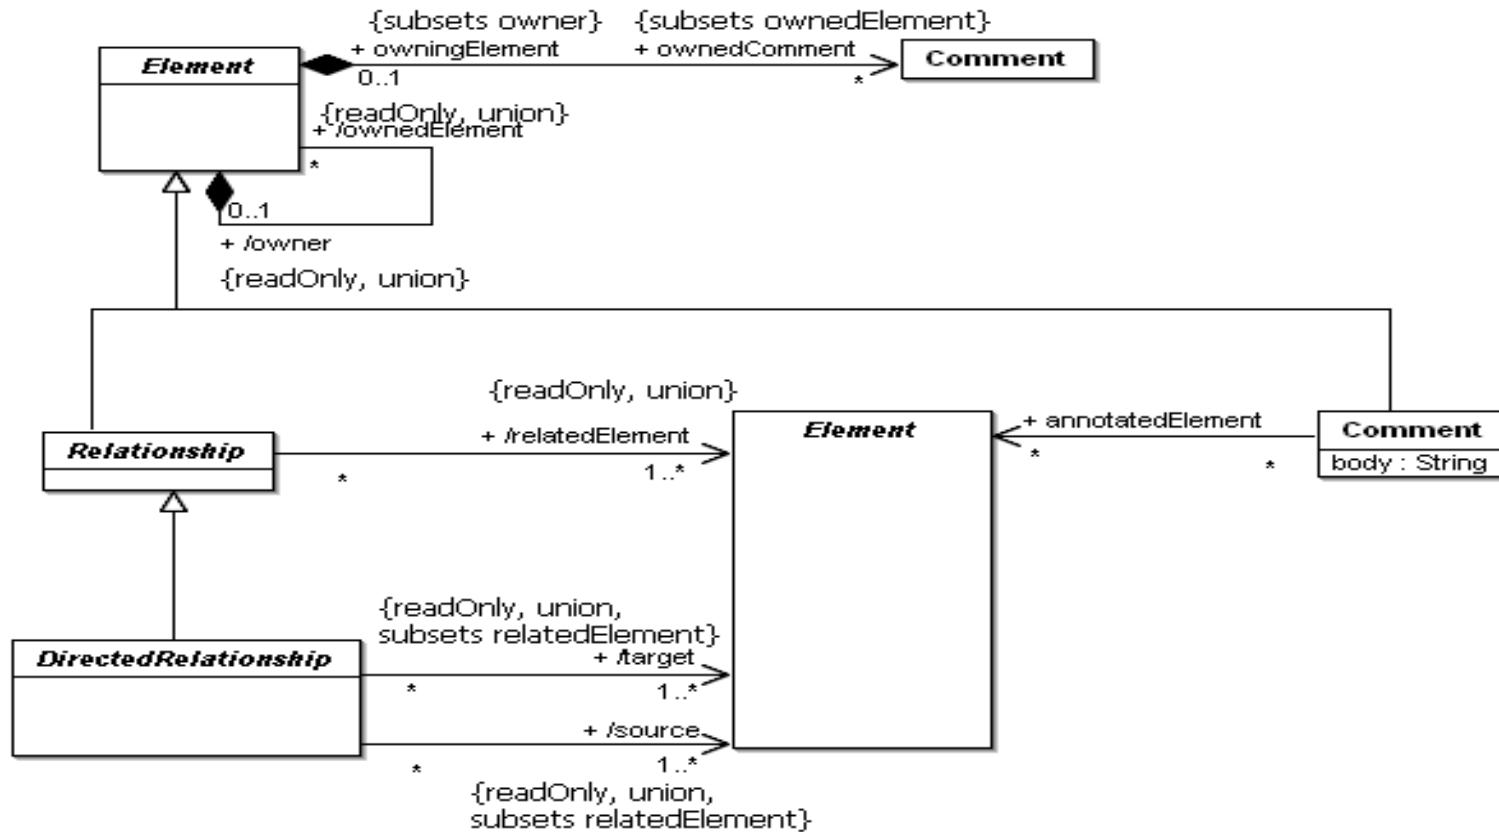 {subsets owner} {subsets ownedElement}
+ owningElement + ownedComment
Element
Comment
0..1 *
{readOnly, union}
+ /ownedElement
*
0..1
+ /owner
{readOnly, union}
{readOnly, union}
+ /relatedElement
Element
+ annotatedElement
Comment
Relationship
* 1..*
* *
body : String
{readOnly, union,
subsets relatedElement}
DirectedRelationship
+ /target
* 1..*
+ /source
* 1..*
{readOnly, union,
subsets relatedElement}